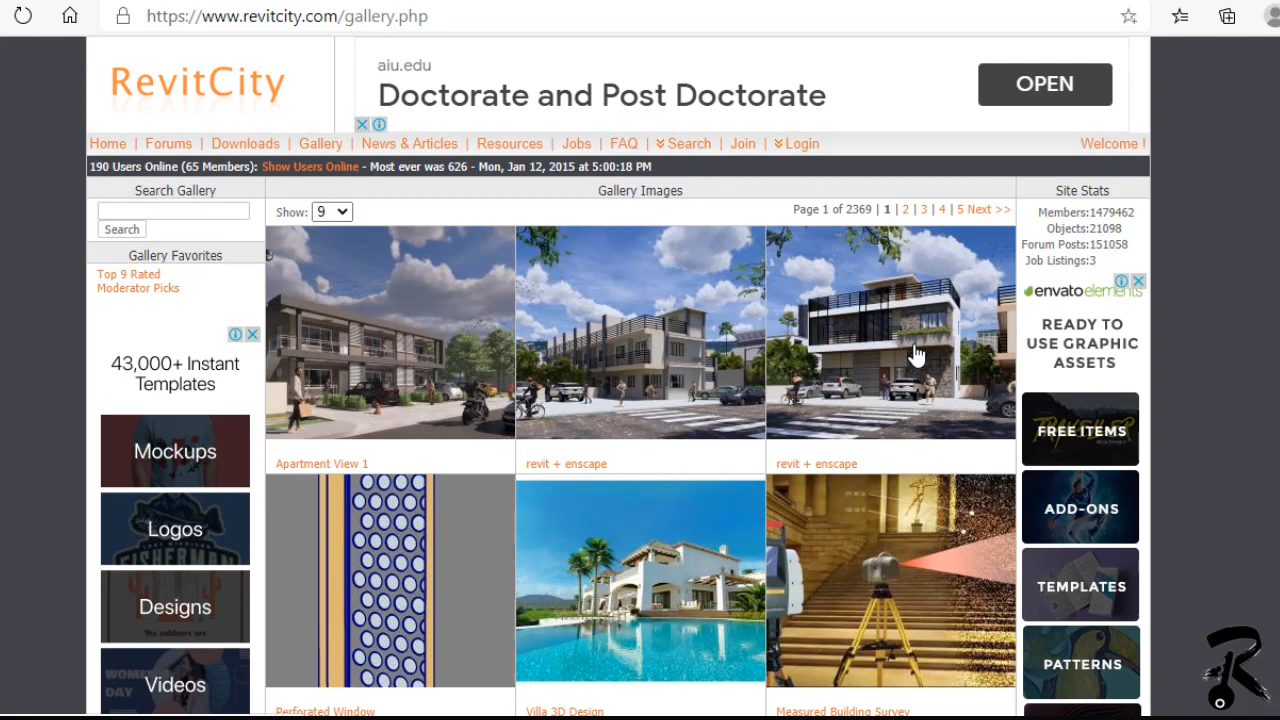 https://www.revitcity.com/gallery.php
RevitCity
aiu.edu
Doctorate and Post Doctorate
OPEN
Home | Forums | Downloads | Gallery | News & Articles | Resources | Jobs | FAQ | Search | Join | Login
Welcome !
190 Users Online (65 Members): Show Users Online - Most ever was 626 - Mon, Jan 12, 2015 at 5:00:18 PM
Search Gallery
Search
Gallery Favorites
Top 9 Rated
Moderator Picks
43,000+ Instant
Templates
Mockups
Logos
Designs
Videos
Gallery Images
Show: 9
Page 1 of 2369 | 1 | 2 | 3 | 4 | 5 Next >>
Apartment View 1
revit + enscape
revit + enscape
Perforated Window
Villa 3D Design
Measured Building Survey
Site Stats
Members:1479462
Objects:21098
Forum Posts:151058
Job Listings:3
envato elements
READY TO
USE GRAPHIC
ASSETS
FREE ITEMS
ADD-ONS
TEMPLATES
PATTERNS